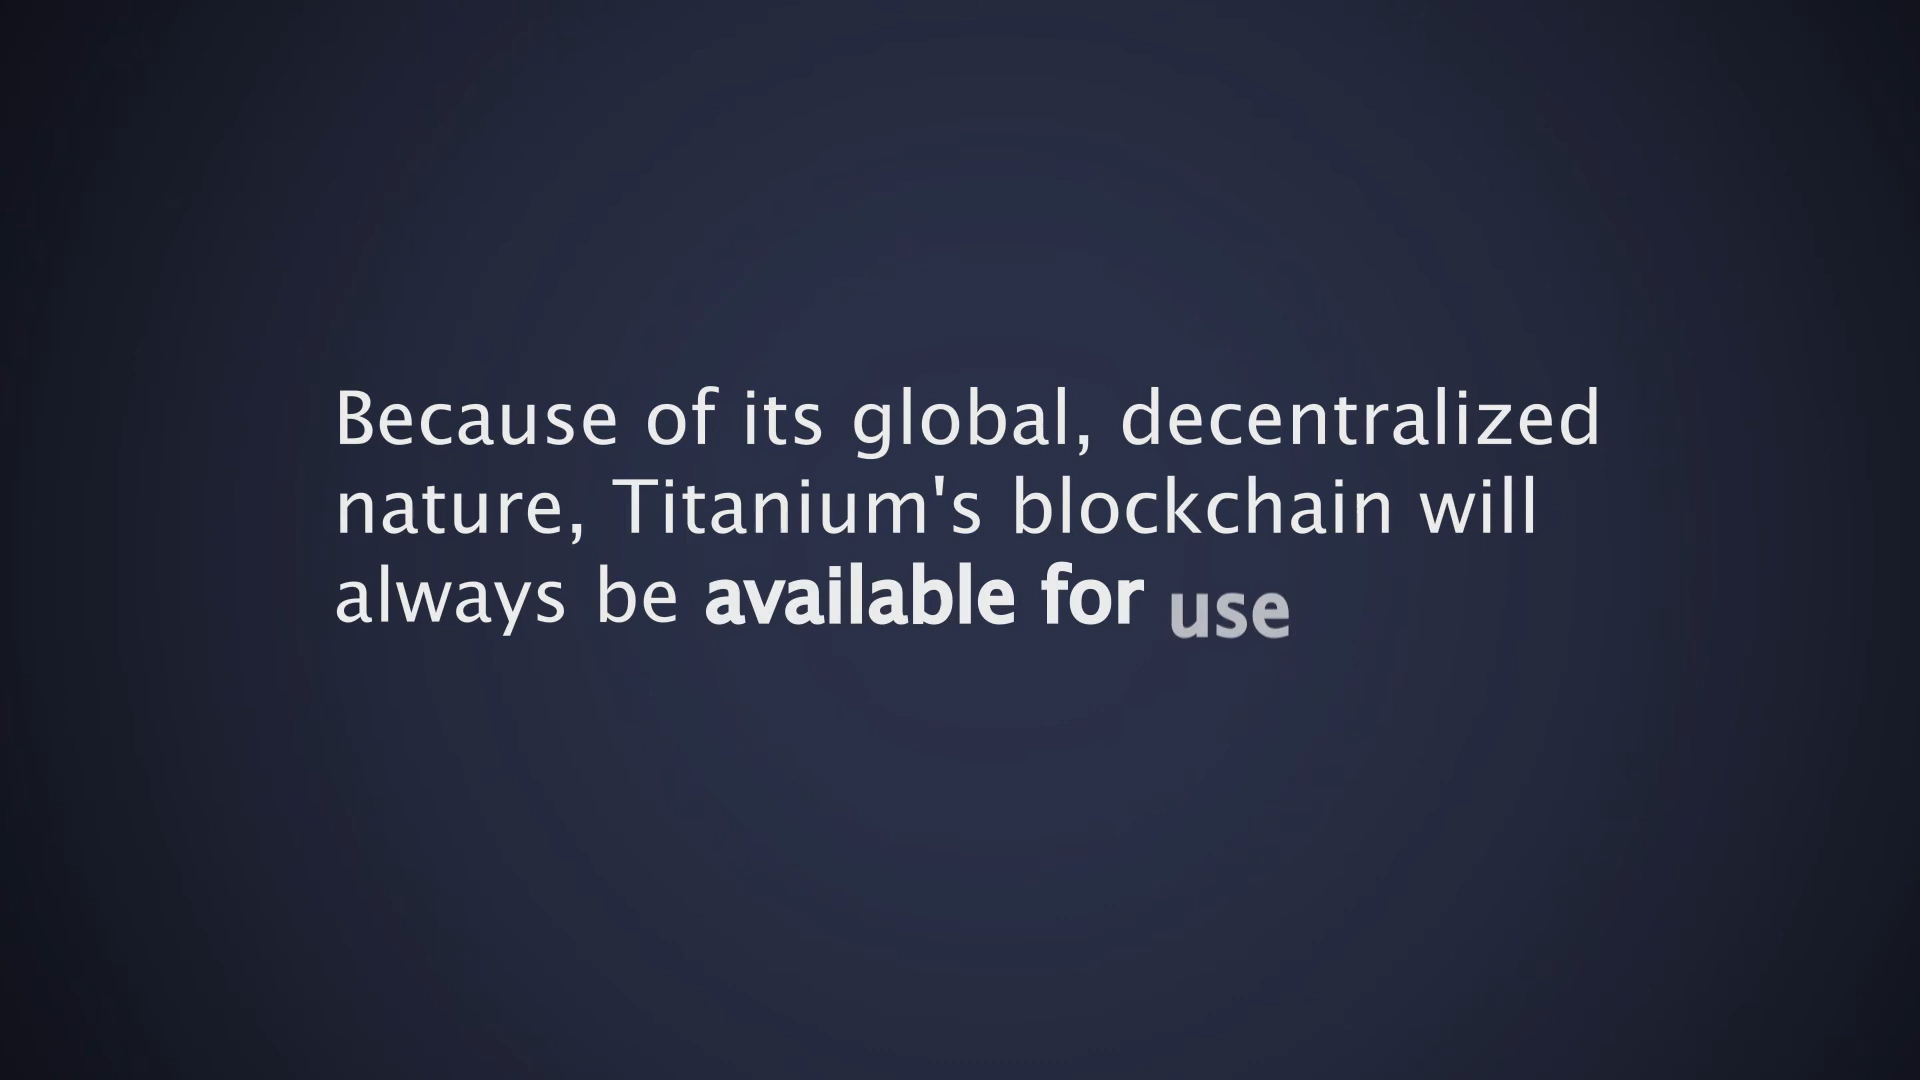 Because of its global, decentralized
nature, Titanium's blockchain will
always be available for use